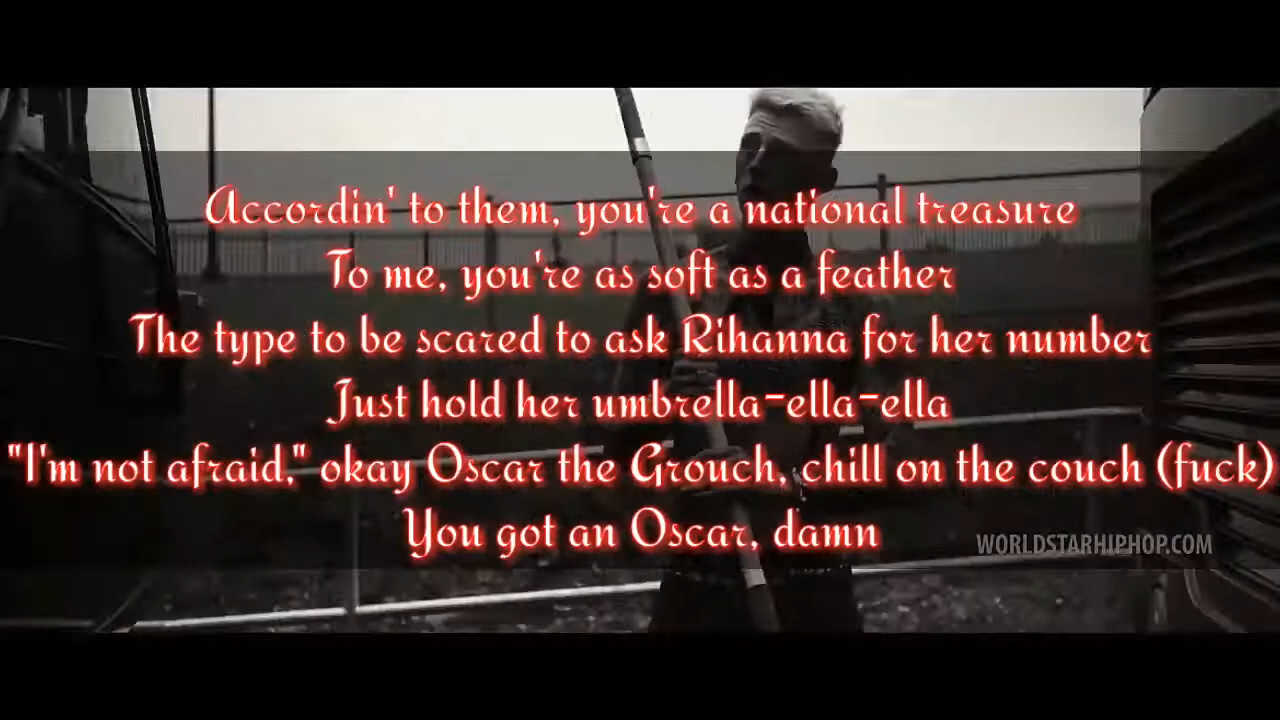 Accordin' to them, you're a national treasure
To me, you're as soft as a feather
The type to be scared to ask Rihanna for her number
Just hold her umbrella-ella-ella
"I'm not afraid," okay Oscar the Grouch, chill on the couch (fuck)
You got an Oscar, damn
WORLDSTARHIPHOP.COM